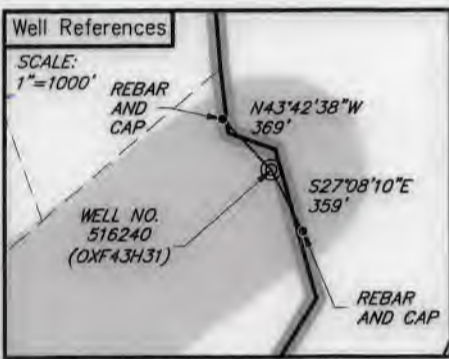 Well References
SCALE:
1"=1000'
REBAR
AND
CAP
N43°42'38"W
369'
S27°08'10"E
359'
WELL NO.
516240
(OXF43H31)
REBAR
AND CAP